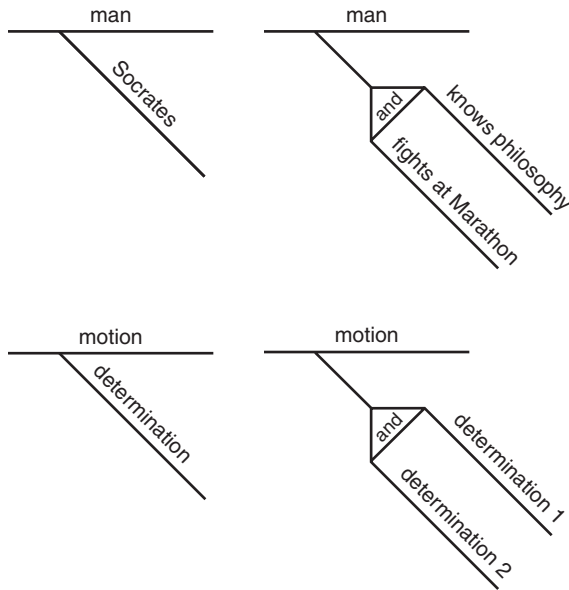 man
Socrates
man
and
knows philosophy
fights at Marathon
motion
determination
motion
and
determination 1
determination 2